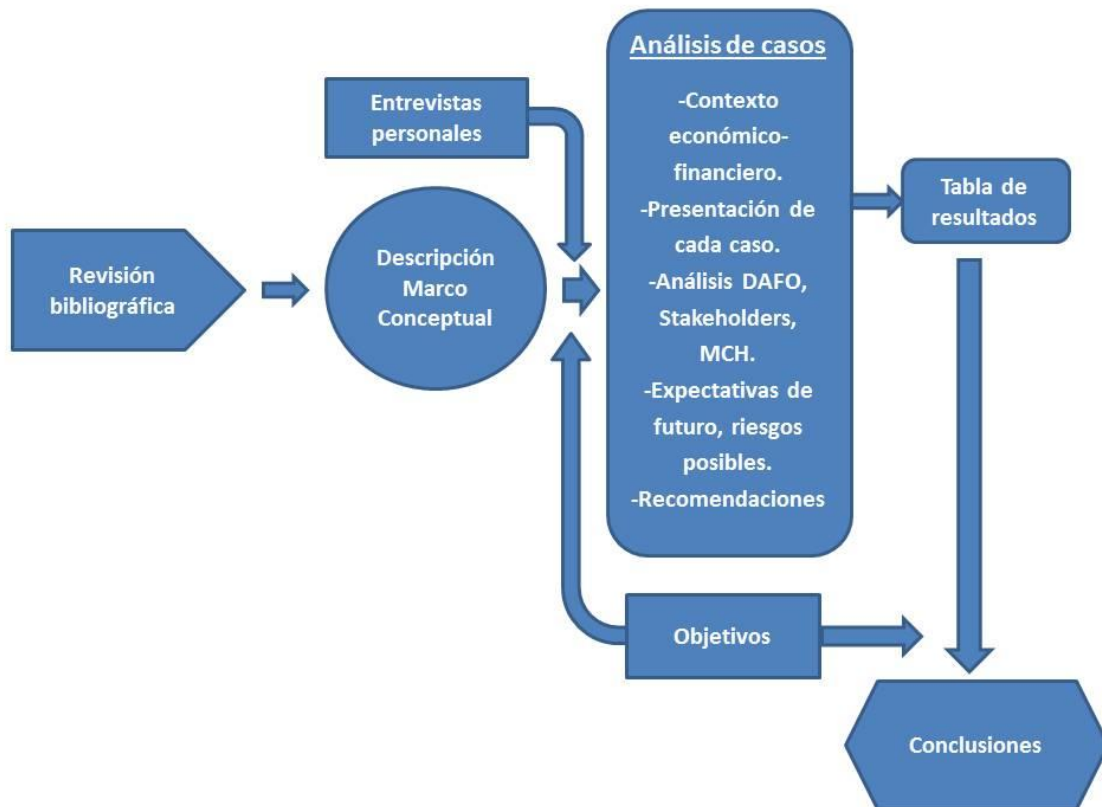 Revisión
bibliográfica
Descripción
Marco
Conceptual
Entrevistas
personales
Análisis de casos
-Contexto
económico-
financiero.
-Presentación de
cada caso.
-Análisis DAFO,
Stakeholders,
MCH.
-Expectativas de
futuro, riesgos
posibles.
-Recomendaciones
Tabla de
resultados
Objetivos
Conclusiones